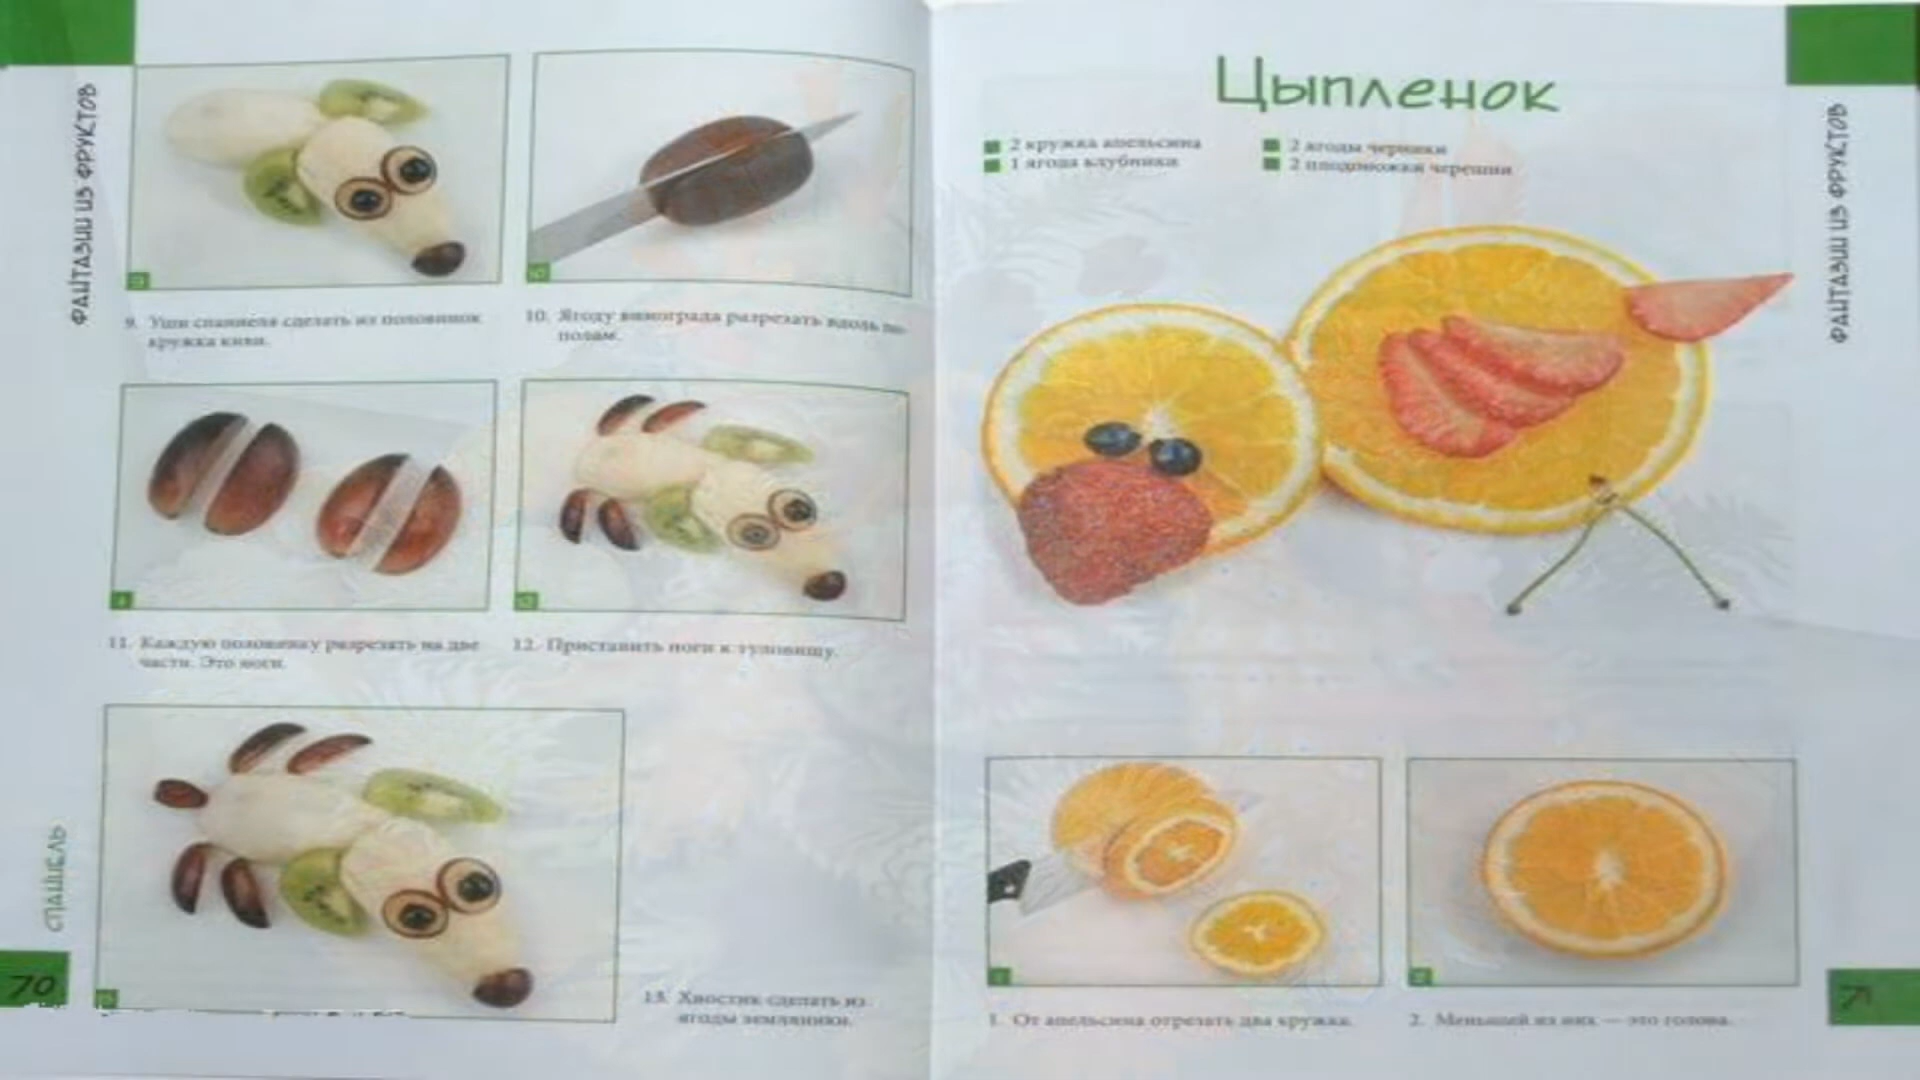 ФАНТАЗИИ ИЗ ФРУКТОВ
9. Уши спаниеля сделать из половинок
кружка киви.
10. Ягоду винограда разрезать вдоль по-
полам.
11. Каждую половинку разрезать на две
части. Это ноги.
12. Приставить ноги к туловищу.
13. Хвостик сделать из
ягоды земляники.
СПАНИЕЛЬ
70
Цыпленок
2 кружка апельсина
1 ягода клубники
2 ягоды черники
2 плодоножки черешни
ФАНТАЗИИ ИЗ ФРУКТОВ
1. От апельсина отрезать два кружка.
2. Меньший из них — это голова.
71